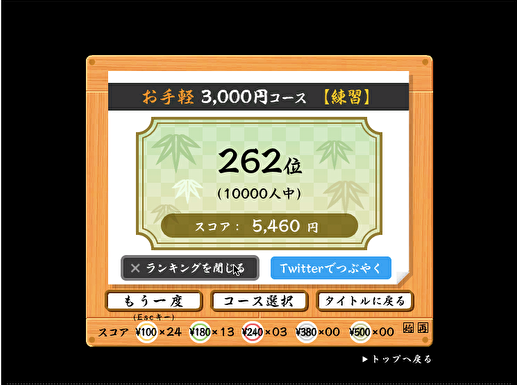 お手軽 3,000円コース 【練習】
262位
(10000人中)
スコア： 5,460 円
× ランキングを閉じる
Twitterでつぶやく
もう一度
(Escキー)
コース選択
タイトルに戻る
スコア ¥100×24 ¥180×13 ¥240×03 ¥380×00 ¥500×00
▶トップへ戻る